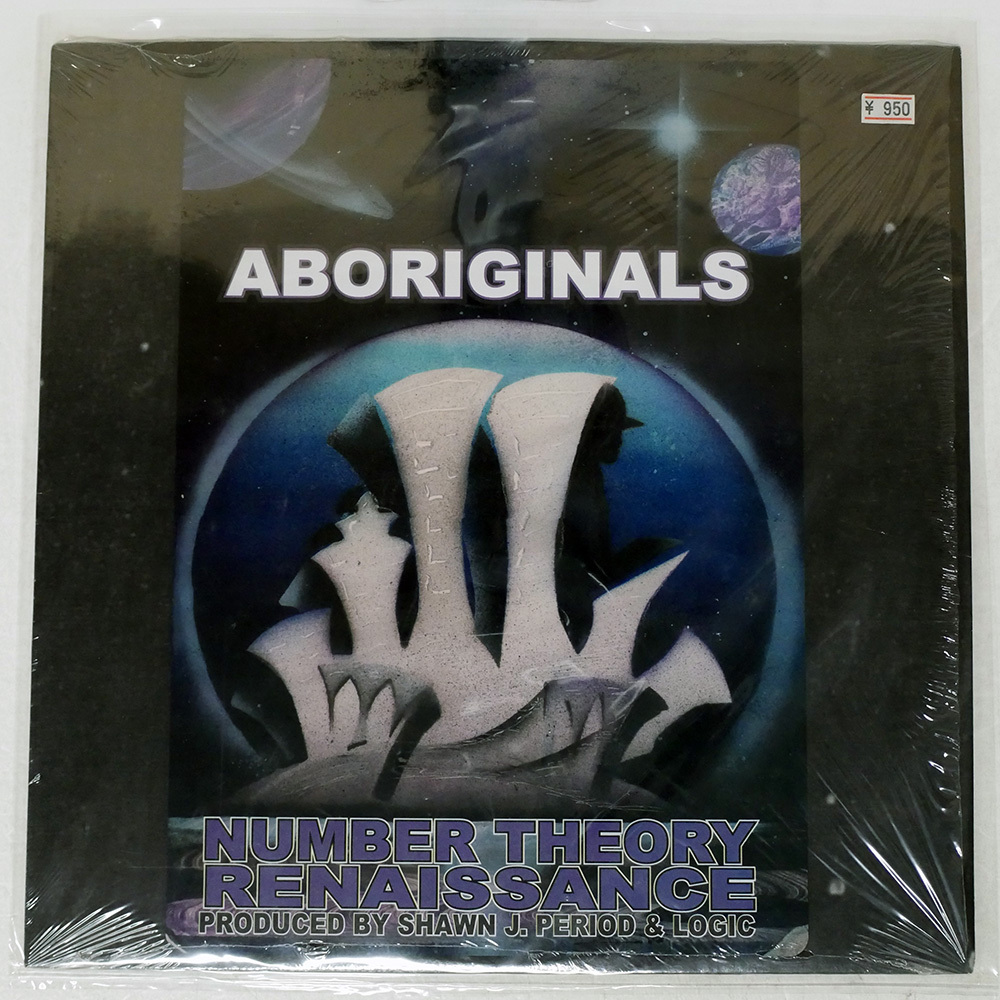 ¥ 950
ABORIGINALS
NUMBER THEORY
RENAISSANCE
PRODUCED BY SHAWN J. PERIOD & LOGIC